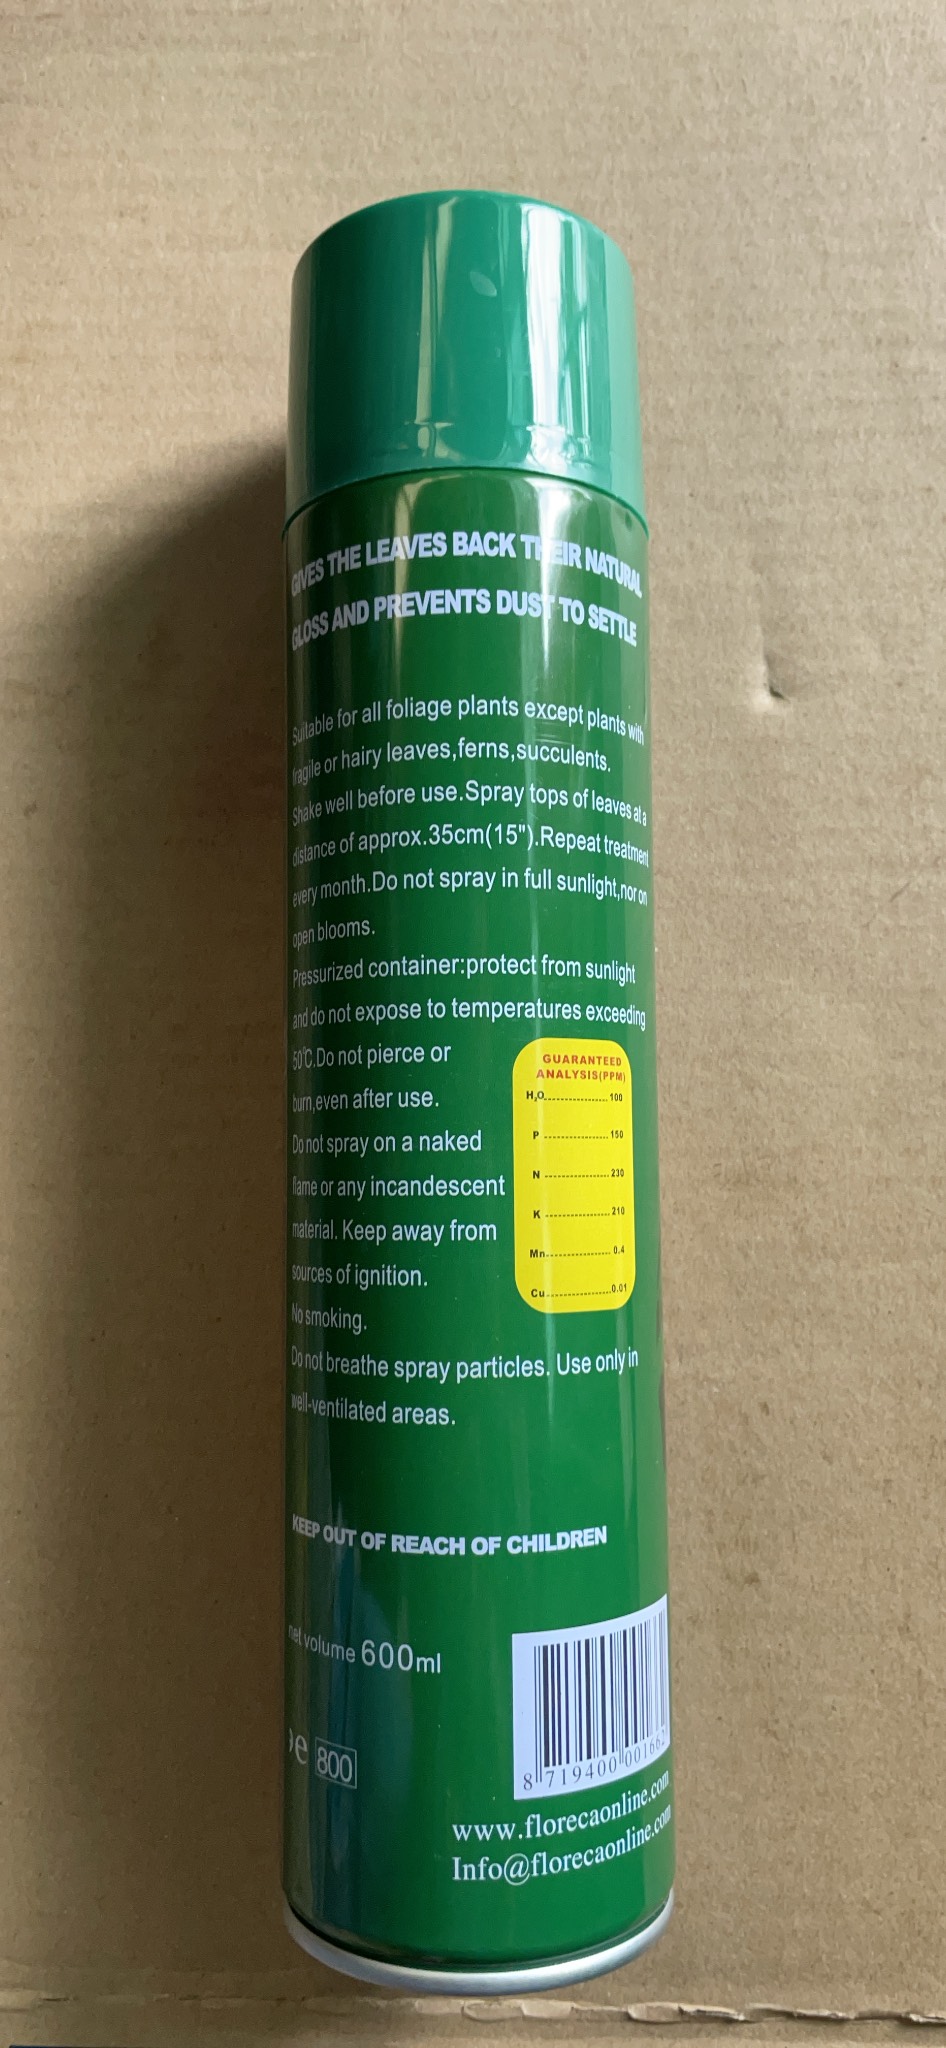 GIVES THE LEAVES BACK THEIR NATURAL
GLOSS AND PREVENTS DUST TO SETTLE
Suitable for all foliage plants except plants with
fragile or hairy leaves,ferns,succulents.
Shake well before use.Spray tops of leaves at a
distance of approx.35cm(15").Repeat treatment
every month.Do not spray in full sunlight,nor on
open blooms.
Pressurized container:protect from sunlight
and do not expose to temperatures exceeding
50℃.Do not pierce or
burn,even after use.
Do not spray on a naked
flame or any incandescent
material. Keep away from
sources of ignition.
No smoking.
Do not breathe spray particles. Use only in
well-ventilated areas.
GUARANTEED
ANALYSIS(PPM)
H₂O 100
P 150
N 230
K 210
Mn 0.4
Cu 0.01
KEEP OUT OF REACH OF CHILDREN
net volume 600ml
e 800
8 719400 001662
www.florecaonline.com
Info@florecaonline.com